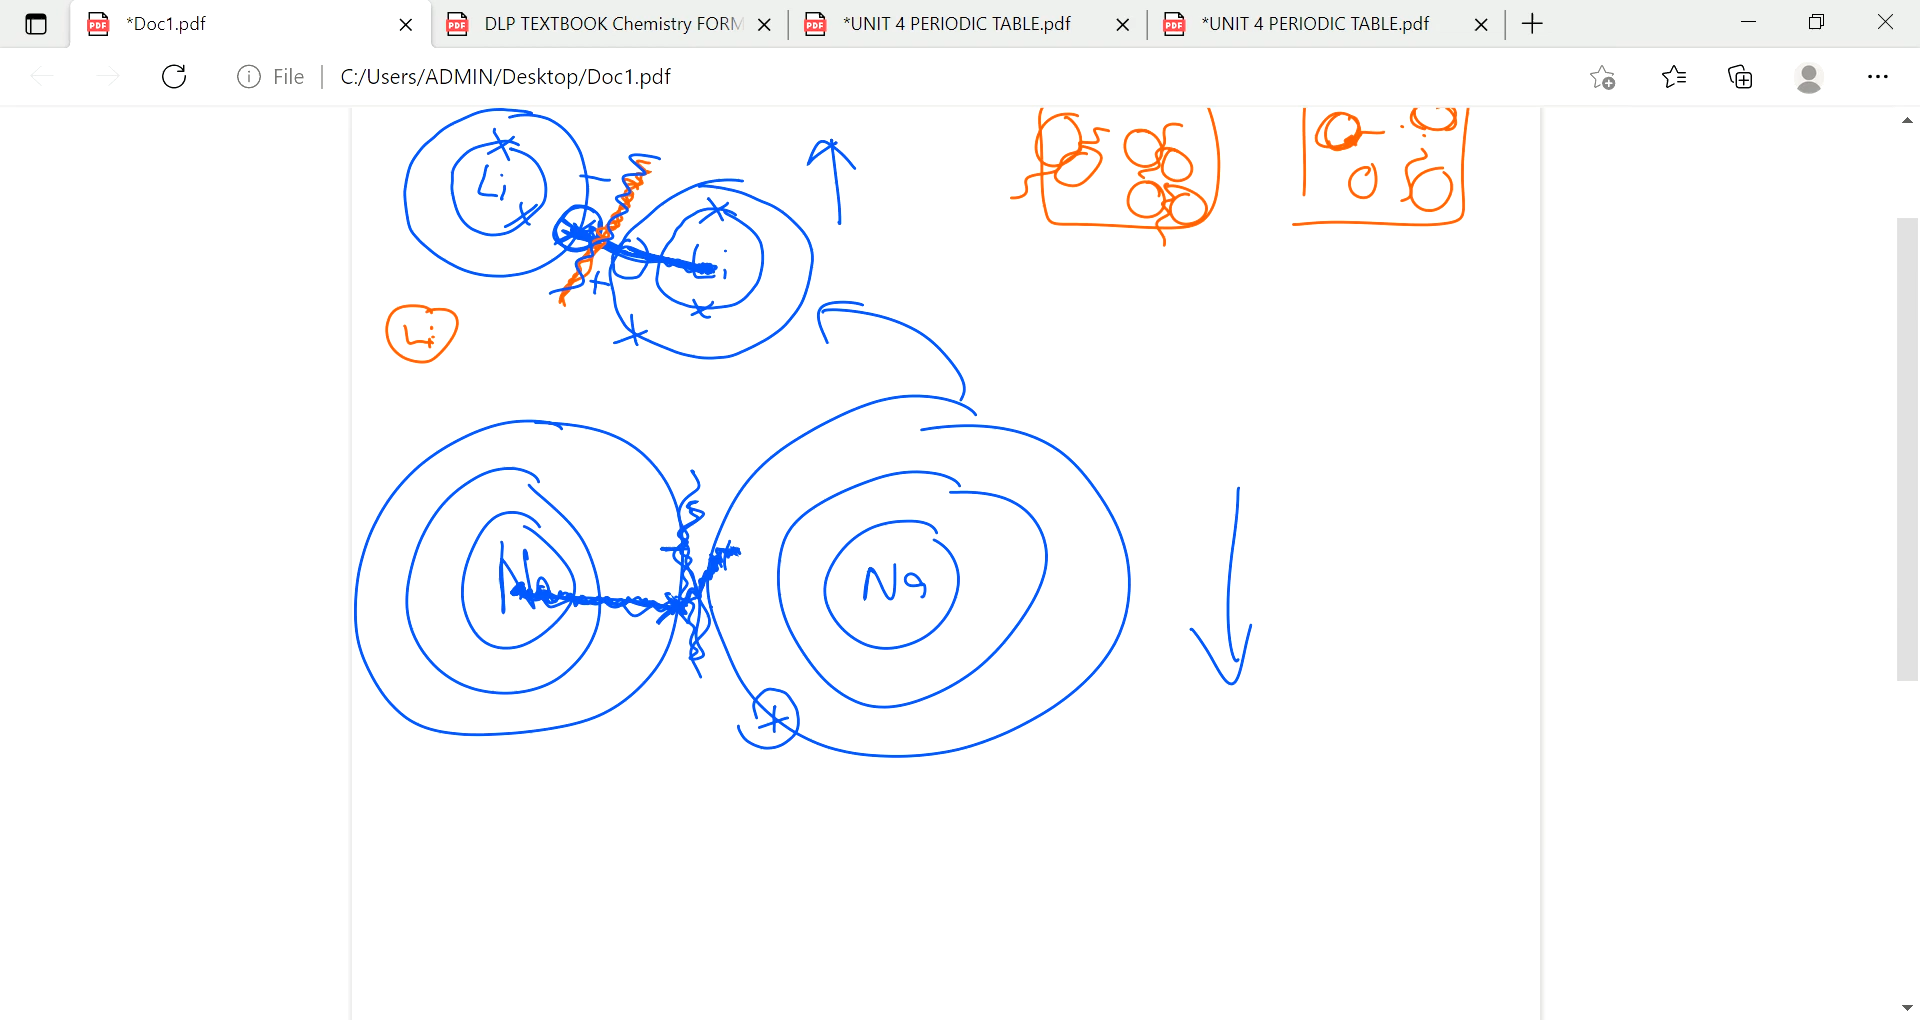 *Doc1.pdf
DLP TEXTBOOK Chemistry FORM
*UNIT 4 PERIODIC TABLE.pdf
*UNIT 4 PERIODIC TABLE.pdf
File
C:/Users/ADMIN/Desktop/Doc1.pdf
Li
Li
Li
Na
Na